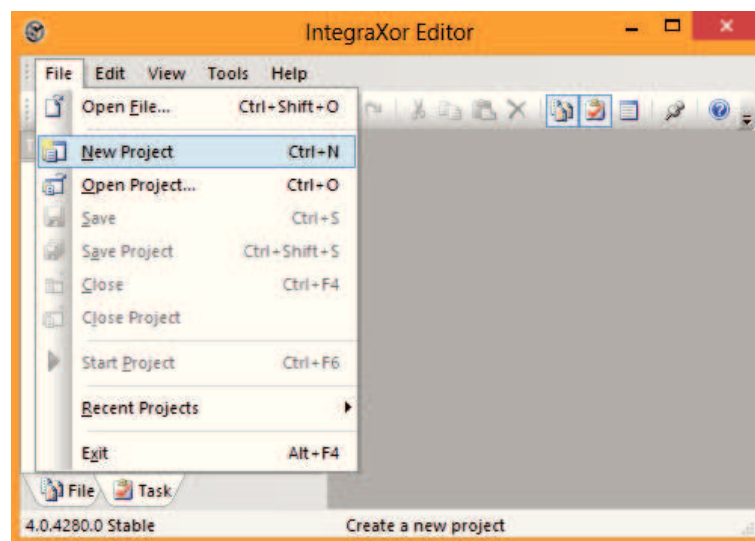 IntegraXor Editor
File Edit View Tools Help
Open File... Ctrl+Shift+O
New Project Ctrl+N
Open Project... Ctrl+O
Save Ctrl+S
Save Project Ctrl+Shift+S
Close Ctrl+F4
Close Project
Start Project Ctrl+F6
Recent Projects
Exit Alt+F4
File Task
4.0.4280.0 Stable Create a new project